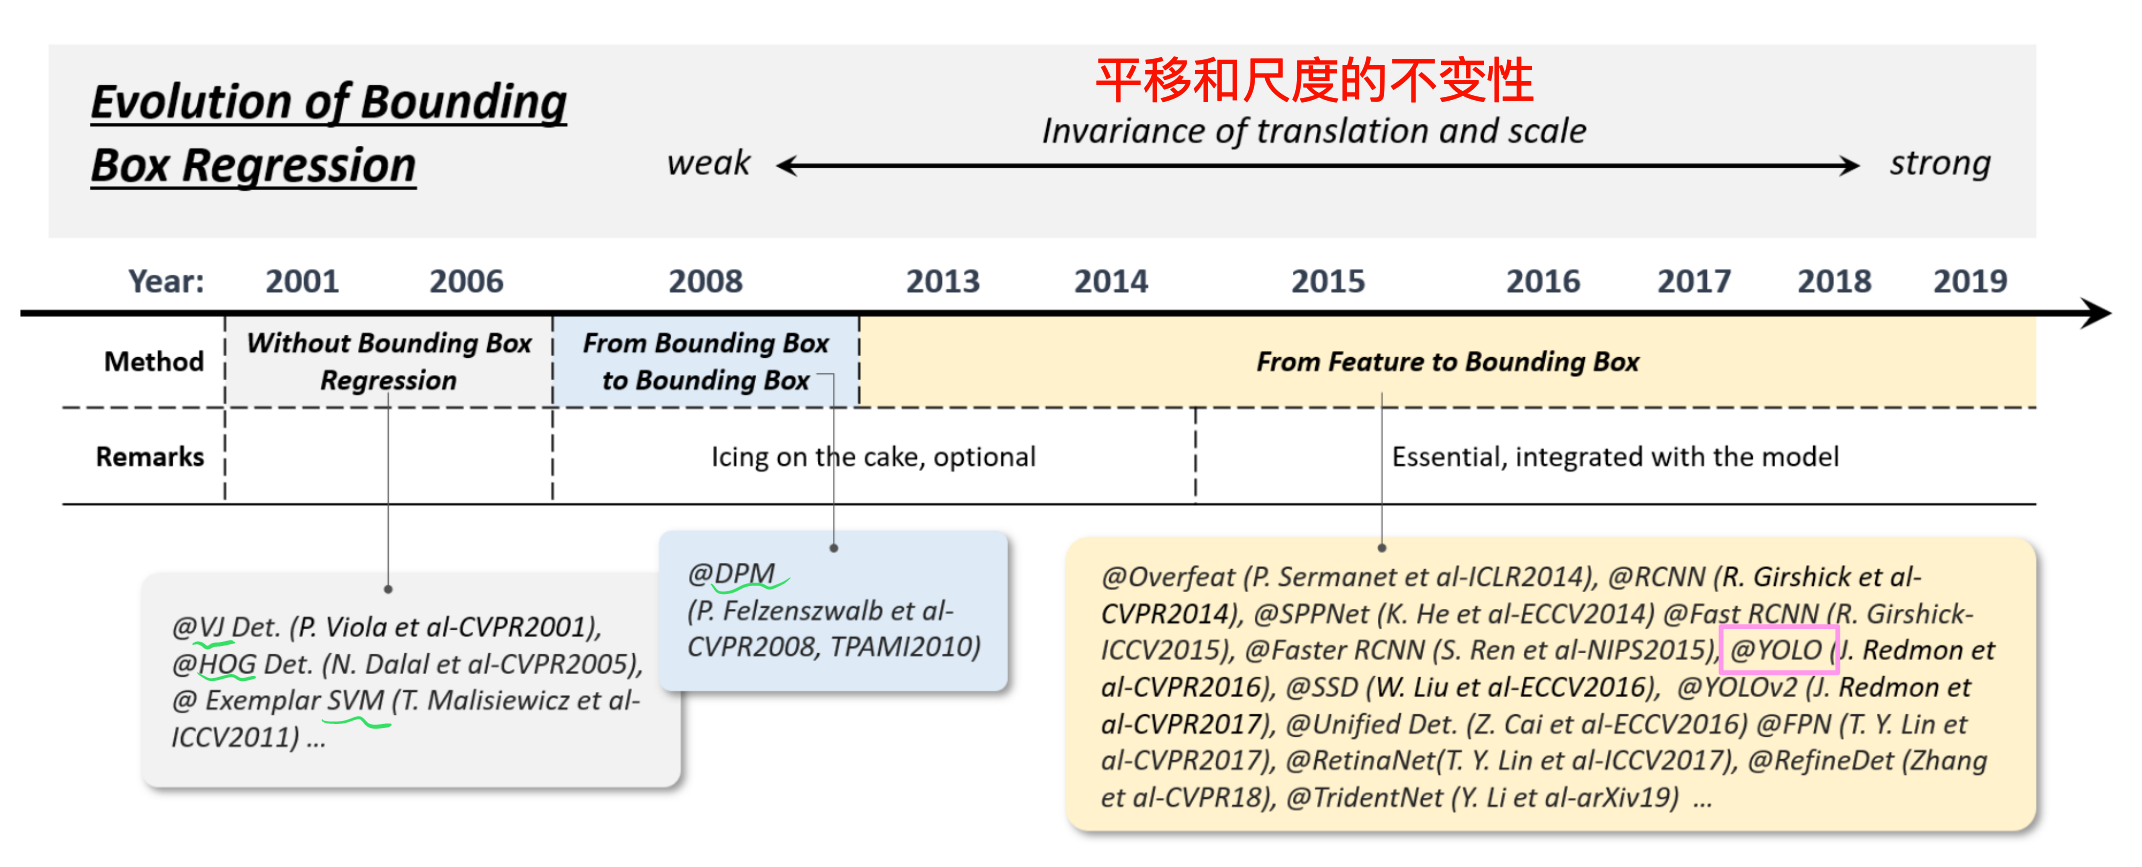 Evolution of Bounding
Box Regression
平移和尺度的不变性
Invariance of translation and scale
weak
strong
Year: 2001 2006 2008 2013 2014 2015 2016 2017 2018 2019
Method
Without Bounding Box
Regression
From Bounding Box
to Bounding Box
From Feature to Bounding Box
Remarks
Icing on the cake, optional
Essential, integrated with the model
@VJ Det. (P. Viola et al-CVPR2001),
@HOG Det. (N. Dalal et al-CVPR2005),
@ Exemplar SVM (T. Malisiewicz et al-
ICCV2011) ...
@DPM
(P. Felzenszwalb et al-
CVPR2008, TPAMI2010)
@Overfeat (P. Sermanet et al-ICLR2014), @RCNN (R. Girshick et al-
CVPR2014), @SPPNet (K. He et al-ECCV2014) @Fast RCNN (R. Girshick-
ICCV2015), @Faster RCNN (S. Ren et al-NIPS2015), @YOLO (J. Redmon et
al-CVPR2016), @SSD (W. Liu et al-ECCV2016), @YOLOv2 (J. Redmon et
al-CVPR2017), @Unified Det. (Z. Cai et al-ECCV2016) @FPN (T. Y. Lin et
al-CVPR2017), @RetinaNet(T. Y. Lin et al-ICCV2017), @RefineDet (Zhang
et al-CVPR18), @TridentNet (Y. Li et al-arXiv19) ...